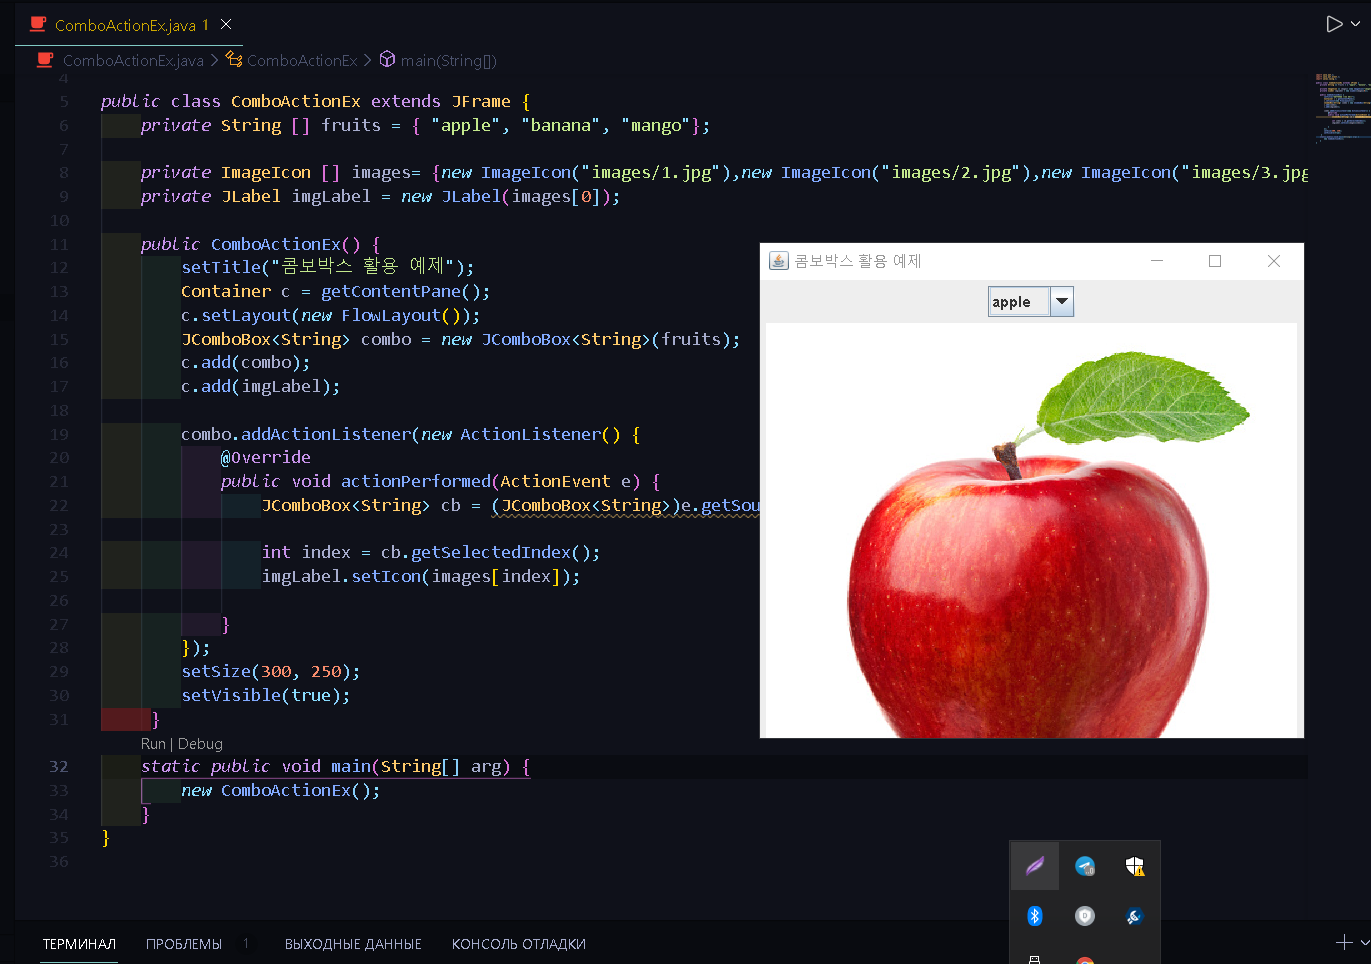 ComboActionEx.java 1
ComboActionEx.java > ComboActionEx > main(String[])
4
5 public class ComboActionEx extends JFrame {
6 private String [] fruits = { "apple", "banana", "mango"};
7
8 private ImageIcon [] images= {new ImageIcon("images/1.jpg"),new ImageIcon("images/2.jpg"),new ImageIcon("images/3.jpg
9 private JLabel imgLabel = new JLabel(images[0]);
10
11 public ComboActionEx() {
12 setTitle("콤보박스 활용 예제");
13 Container c = getContentPane();
14 c.setLayout(new FlowLayout());
15 JComboBox<String> combo = new JComboBox<String>(fruits);
16 c.add(combo);
17 c.add(imgLabel);
18
19 combo.addActionListener(new ActionListener() {
20 @Override
21 public void actionPerformed(ActionEvent e) {
22 JComboBox<String> cb = (JComboBox<String>)e.getSou
23
24 int index = cb.getSelectedIndex();
25 imgLabel.setIcon(images[index]);
26
27 }
28 });
29 setSize(300, 250);
30 setVisible(true);
31 }
Run | Debug
32 static public void main(String[] arg) {
33 new ComboActionEx();
34 }
35 }
36
콤보박스 활용 예제
apple
ТЕРМИНАЛ ПРОБЛЕМЫ 1 ВЫХОДНЫЕ ДАННЫЕ КОНСОЛЬ ОТЛАДКИ